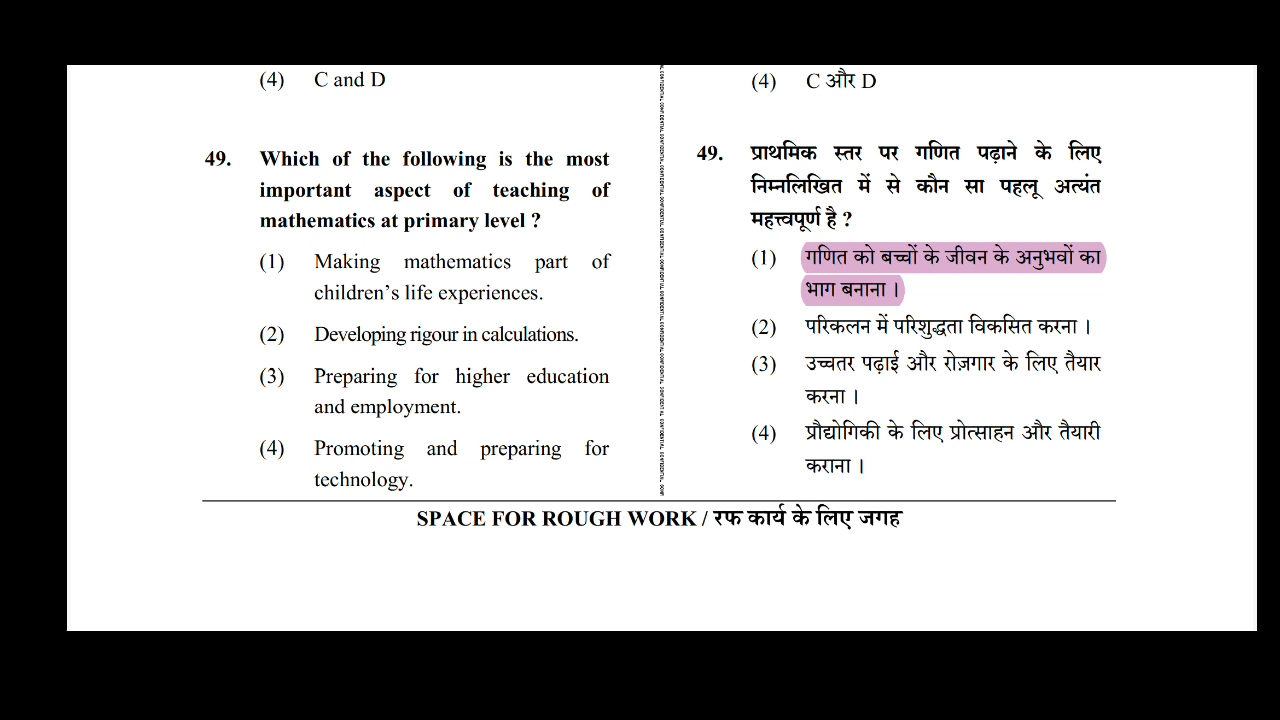 (4) C and D
49. Which of the following is the most
important aspect of teaching of
mathematics at primary level ?
(1) Making mathematics part of
children's life experiences.
(2) Developing rigour in calculations.
(3) Preparing for higher education
and employment.
(4) Promoting and preparing for
technology.
(4) C और D
49. प्राथमिक स्तर पर गणित पढ़ाने के लिए
निम्नलिखित में से कौन सा पहलू अत्यंत
महत्त्वपूर्ण है ?
(1) गणित को बच्चों के जीवन के अनुभवों का
भाग बनाना ।
(2) परिकलन में परिशुद्धता विकसित करना ।
(3) उच्चतर पढ़ाई और रोज़गार के लिए तैयार
करना ।
(4) प्रौद्योगिकी के लिए प्रोत्साहन और तैयारी
कराना ।
SPACE FOR ROUGH WORK / रफ कार्य के लिए जगह